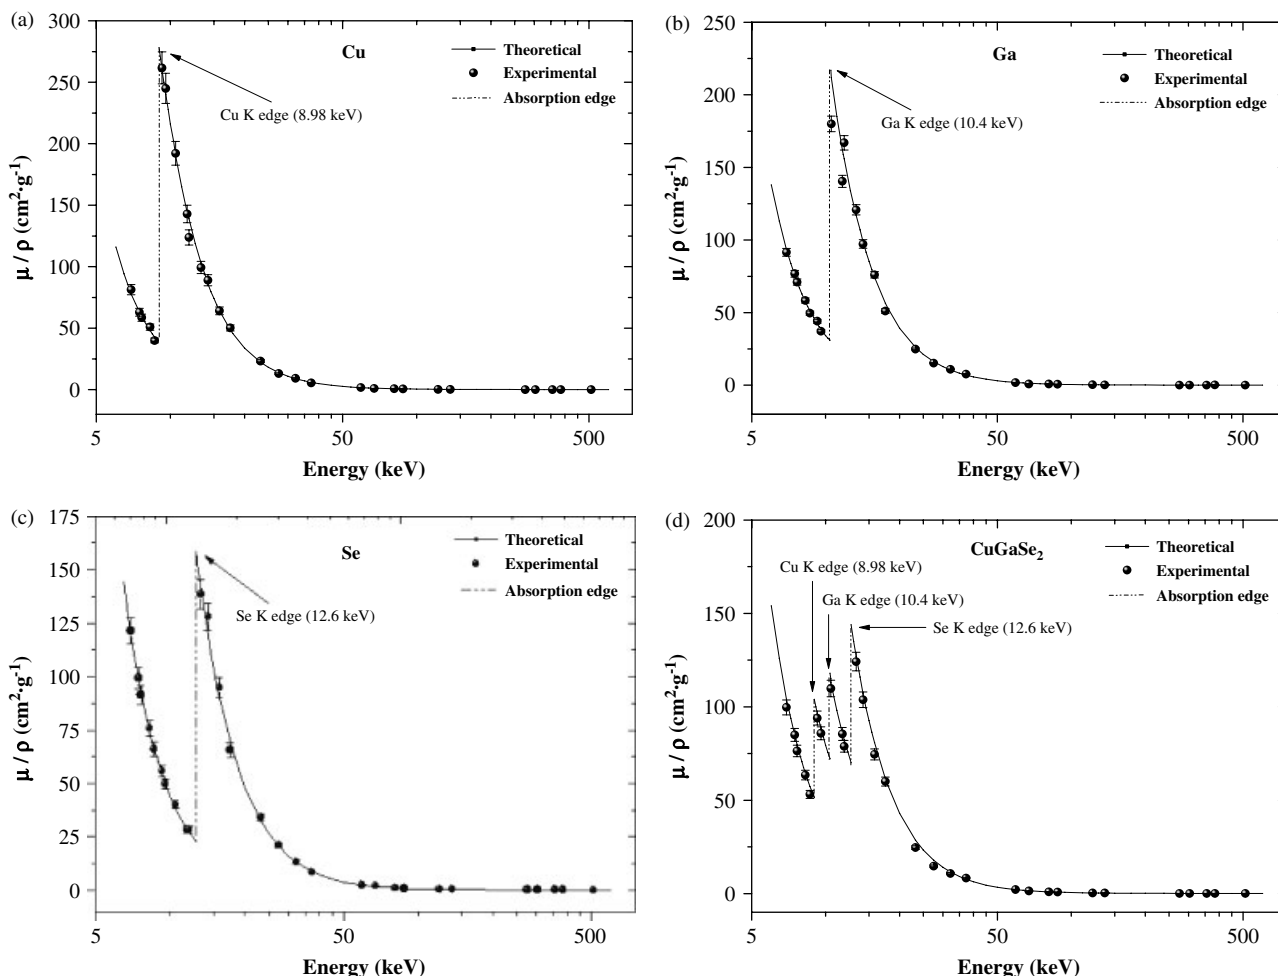 (a)
μ / ρ (cm²·g⁻¹)
300
250
200
150
100
50
0
Cu
Theoretical
Experimental
Absorption edge
Cu K edge (8.98 keV)
5
50
500
Energy (keV)
(b)
μ / ρ (cm²·g⁻¹)
250
200
150
100
50
0
Ga
Theoretical
Experimental
Absorption edge
Ga K edge (10.4 keV)
5
50
500
Energy (keV)
(c)
μ / ρ (cm²·g⁻¹)
175
150
125
100
75
50
25
0
Se
Theoretical
Experimental
Absorption edge
Se K edge (12.6 keV)
5
50
500
Energy (keV)
(d)
μ / ρ (cm²·g⁻¹)
200
150
100
50
0
CuGaSe₂
Theoretical
Experimental
Absorption edge
Cu K edge (8.98 keV)
Ga K edge (10.4 keV)
Se K edge (12.6 keV)
5
50
500
Energy (keV)